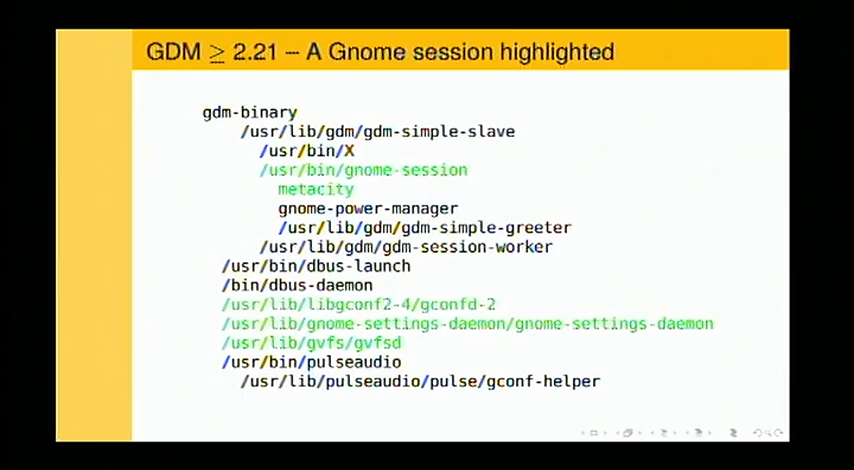 GDM ≥ 2.21 – A Gnome session highlighted
gdm-binary
/usr/lib/gdm/gdm-simple-slave
/usr/bin/X
/usr/bin/gnome-session
metacity
gnome-power-manager
/usr/lib/gdm/gdm-simple-greeter
/usr/lib/gdm/gdm-session-worker
/usr/bin/dbus-launch
/bin/dbus-daemon
/usr/lib/libgconf2-4/gconfd-2
/usr/lib/gnome-settings-daemon/gnome-settings-daemon
/usr/lib/gvfs/gvfsd
/usr/bin/pulseaudio
/usr/lib/pulseaudio/pulse/gconf-helper